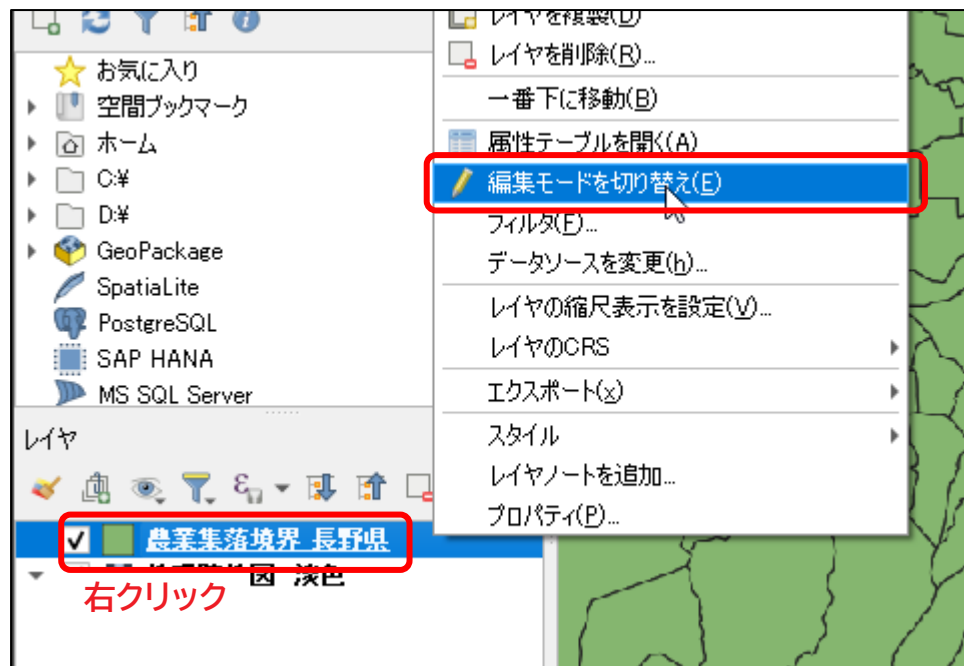 お気に入り
空間ブックマーク
ホーム
C:¥
D:¥
GeoPackage
SpatiaLite
PostgreSQL
SAP HANA
MS SQL Server
レイヤを複製(D)
レイヤを削除(R)...
一番下に移動(B)
属性テーブルを開く(A)
編集モードを切り替え(E)
フィルタ(F)...
データソースを変更(h)...
レイヤの縮尺表示を設定(V)...
レイヤのCRS
エクスポート(x)
スタイル
レイヤノートを追加...
プロパティ(P)...
レイヤ
農業集落境界 長野県
淡色
右クリック